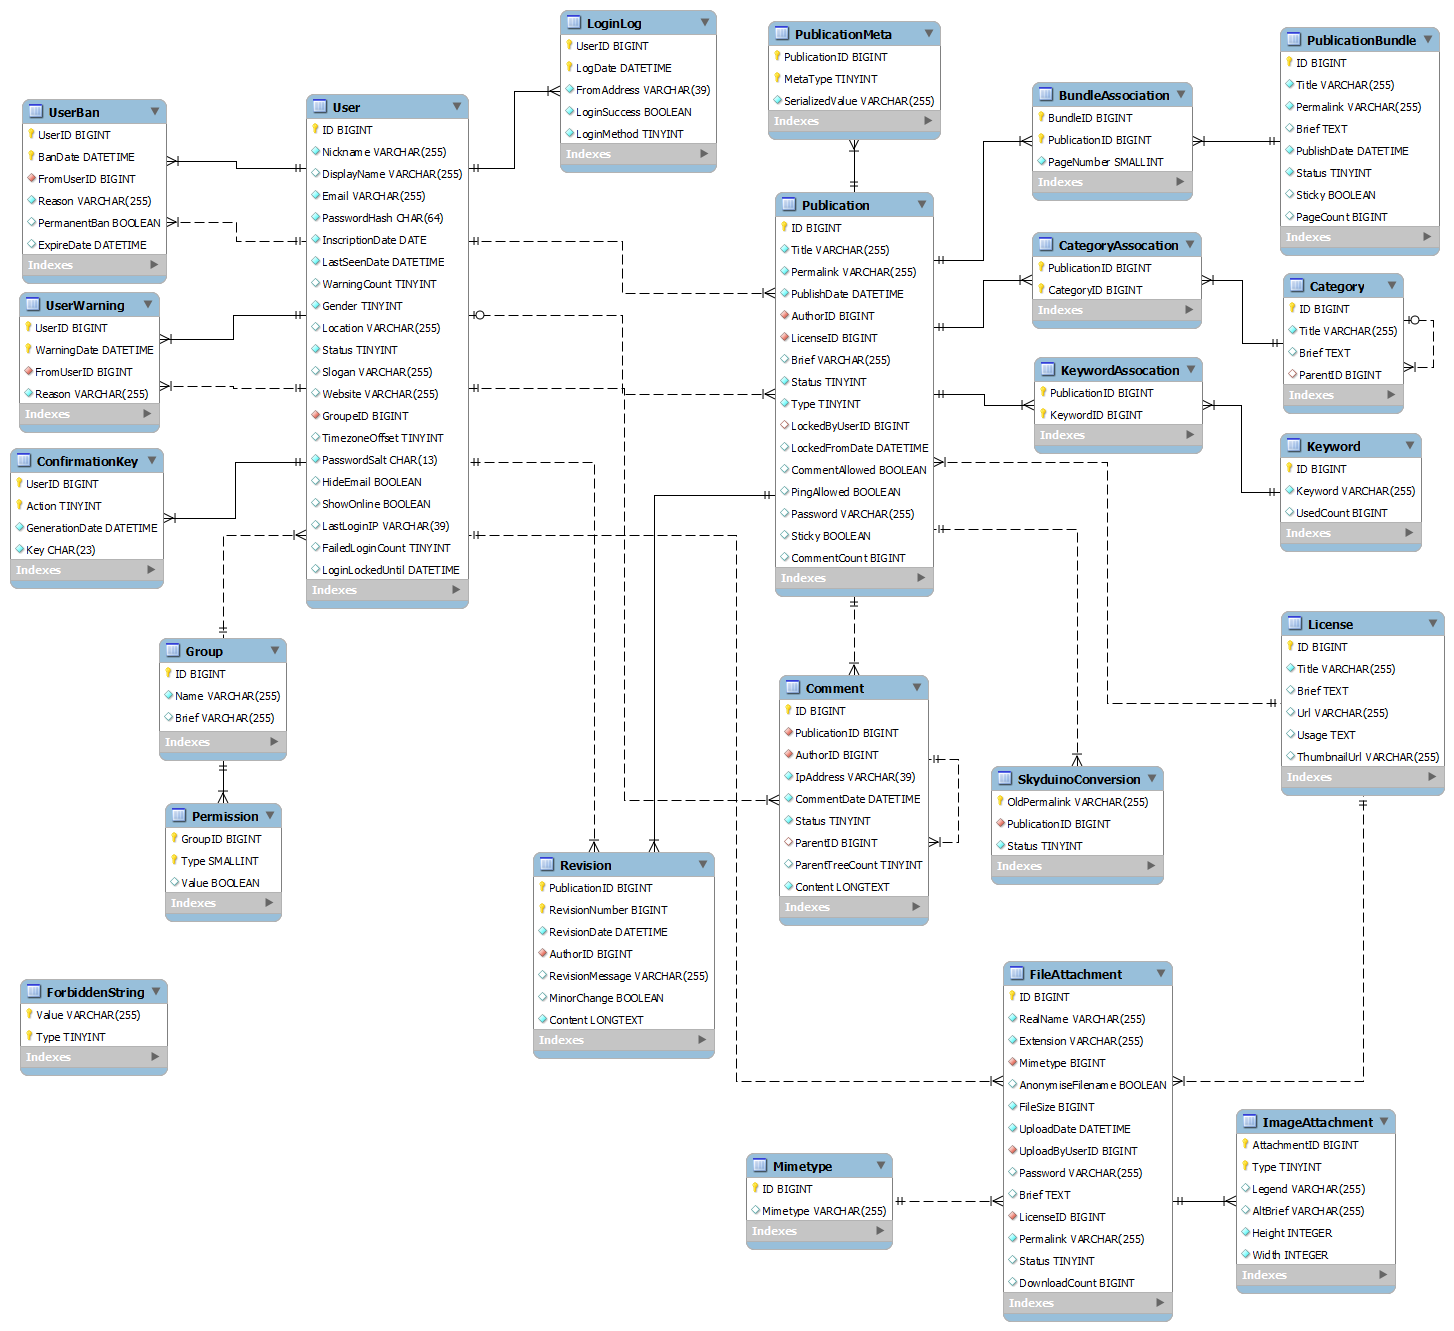 LoginLog
UserID BIGINT
LogDate DATETIME
FromAddress VARCHAR(39)
LoginSuccess BOOLEAN
LoginMethod TINYINT
Indexes
PublicationMeta
PublicationID BIGINT
MetaType TINYINT
SerializedValue VARCHAR(255)
Indexes
PublicationBundle
ID BIGINT
Title VARCHAR(255)
Permalink VARCHAR(255)
Brief TEXT
PublishDate DATETIME
Status TINYINT
Sticky BOOLEAN
PageCount BIGINT
Indexes
BundleAssociation
BundleID BIGINT
PublicationID BIGINT
PageNumber SMALLINT
Indexes
UserBan
UserID BIGINT
BanDate DATETIME
FromUserID BIGINT
Reason VARCHAR(255)
PermanentBan BOOLEAN
ExpireDate DATETIME
Indexes
User
ID BIGINT
Nickname VARCHAR(255)
DisplayName VARCHAR(255)
Email VARCHAR(255)
PasswordHash CHAR(64)
InscriptionDate DATE
LastSeenDate DATETIME
WarningCount TINYINT
Gender TINYINT
Location VARCHAR(255)
Status TINYINT
Slogan VARCHAR(255)
Website VARCHAR(255)
GroupeID BIGINT
TimezoneOffset TINYINT
PasswordSalt CHAR(13)
HideEmail BOOLEAN
ShowOnline BOOLEAN
LastLoginIP VARCHAR(39)
FailedLoginCount TINYINT
LoginLockedUntil DATETIME
Indexes
Publication
ID BIGINT
Title VARCHAR(255)
Permalink VARCHAR(255)
PublishDate DATETIME
AuthorID BIGINT
LicenseID BIGINT
Brief VARCHAR(255)
Status TINYINT
Type TINYINT
LockedByUserID BIGINT
LockedFromDate DATETIME
CommentAllowed BOOLEAN
PingAllowed BOOLEAN
Password VARCHAR(255)
Sticky BOOLEAN
CommentCount BIGINT
Indexes
CategoryAssocation
PublicationID BIGINT
CategoryID BIGINT
Indexes
Category
ID BIGINT
Title VARCHAR(255)
Brief TEXT
ParentID BIGINT
Indexes
UserWarning
UserID BIGINT
WarningDate DATETIME
FromUserID BIGINT
Reason VARCHAR(255)
Indexes
KeywordAssocation
PublicationID BIGINT
KeywordID BIGINT
Indexes
Keyword
ID BIGINT
Keyword VARCHAR(255)
UsedCount BIGINT
Indexes
ConfirmationKey
UserID BIGINT
Action TINYINT
GenerationDate DATETIME
Key CHAR(23)
Indexes
License
ID BIGINT
Title VARCHAR(255)
Brief TEXT
Url VARCHAR(255)
Usage TEXT
ThumbnailUrl VARCHAR(255)
Indexes
Group
ID BIGINT
Name VARCHAR(255)
Brief VARCHAR(255)
Indexes
Comment
ID BIGINT
PublicationID BIGINT
AuthorID BIGINT
IpAddress VARCHAR(39)
CommentDate DATETIME
Status TINYINT
ParentID BIGINT
ParentTreeCount TINYINT
Content LONGTEXT
Indexes
SkyduinoConversion
OldPermalink VARCHAR(255)
PublicationID BIGINT
Status TINYINT
Indexes
Permission
GroupID BIGINT
Type SMALLINT
Value BOOLEAN
Indexes
Revision
PublicationID BIGINT
RevisionNumber BIGINT
RevisionDate DATETIME
AuthorID BIGINT
RevisionMessage VARCHAR(255)
MinorChange BOOLEAN
Content LONGTEXT
Indexes
ForbiddenString
Value VARCHAR(255)
Type TINYINT
Indexes
FileAttachment
ID BIGINT
RealName VARCHAR(255)
Extension VARCHAR(255)
Mimetype BIGINT
AnonymiseFilename BOOLEAN
FileSize BIGINT
UploadDate DATETIME
UploadByUserID BIGINT
Password VARCHAR(255)
Brief TEXT
LicenseID BIGINT
Permalink VARCHAR(255)
Status TINYINT
DownloadCount BIGINT
Indexes
ImageAttachment
AttachmentID BIGINT
Type TINYINT
Legend VARCHAR(255)
AltBrief VARCHAR(255)
Height INTEGER
Width INTEGER
Indexes
Mimetype
ID BIGINT
Mimetype VARCHAR(255)
Indexes